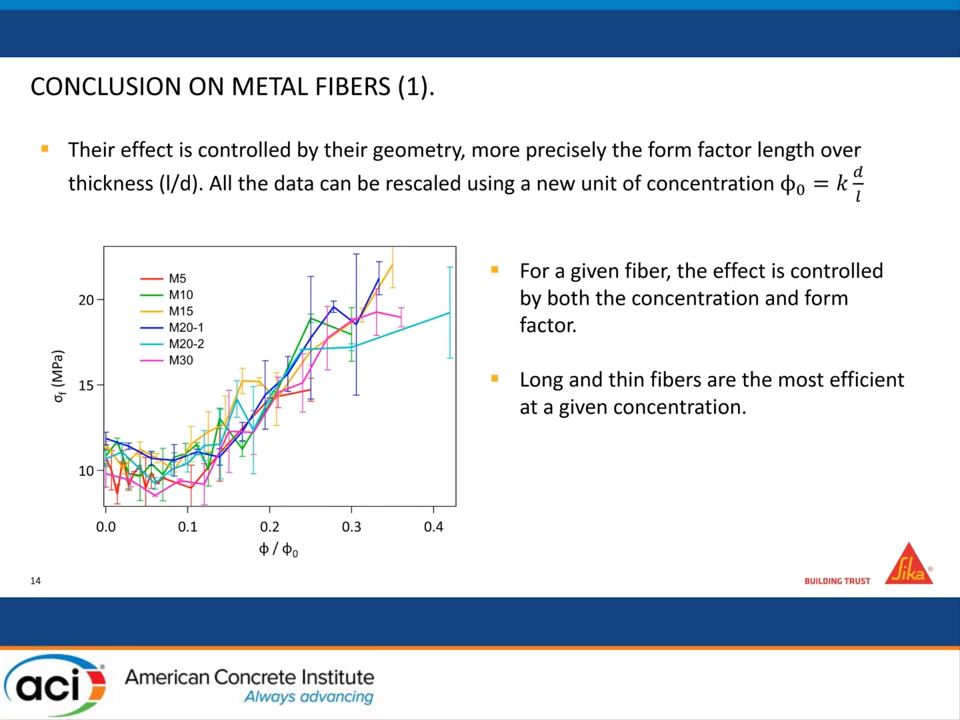 CONCLUSION ON METAL FIBERS (1).
Their effect is controlled by their geometry, more precisely the form factor length over
thickness (l/d). All the data can be rescaled using a new unit of concentration ϕ₀ = k d/l
M5
M10
M15
M20-1
M20-2
M30
20
15
10
σf (MPa)
0.0 0.1 0.2 0.3 0.4
ϕ / ϕ₀
For a given fiber, the effect is controlled
by both the concentration and form
factor.
Long and thin fibers are the most efficient
at a given concentration.
14
BUILDING TRUST
Sika®
aci
American Concrete Institute
Always advancing